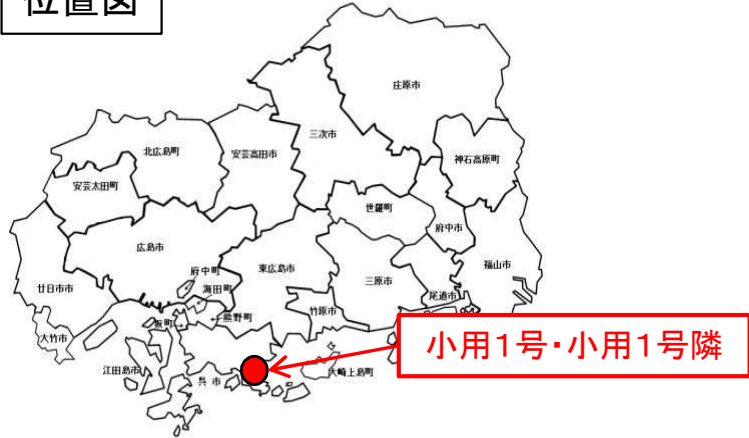 位置図
庄原市
三次市
北広島町
安芸高田市
神石高原町
安芸太田町
世羅町
府中市
広島市
東広島市
三原市
福山市
府中町
海田町
廿日市市
尾道市
竹原市
坂町
熊野町
大竹市
小用1号・小用1号隣
江田島市
呉市
大崎上島町